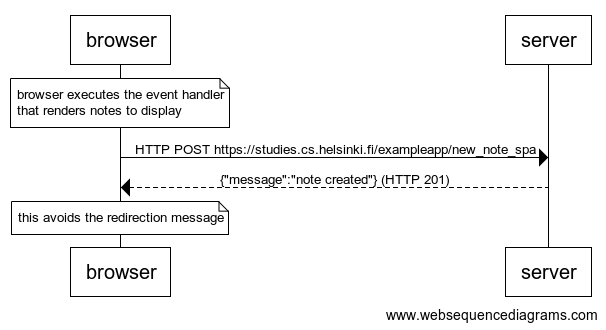 browser
server
browser executes the event handler
that renders notes to display
HTTP POST https://studies.cs.helsinki.fi/exampleapp/new_note_spa
{"message":"note created"} (HTTP 201)
this avoids the redirection message
browser
server
www.websequencediagrams.com